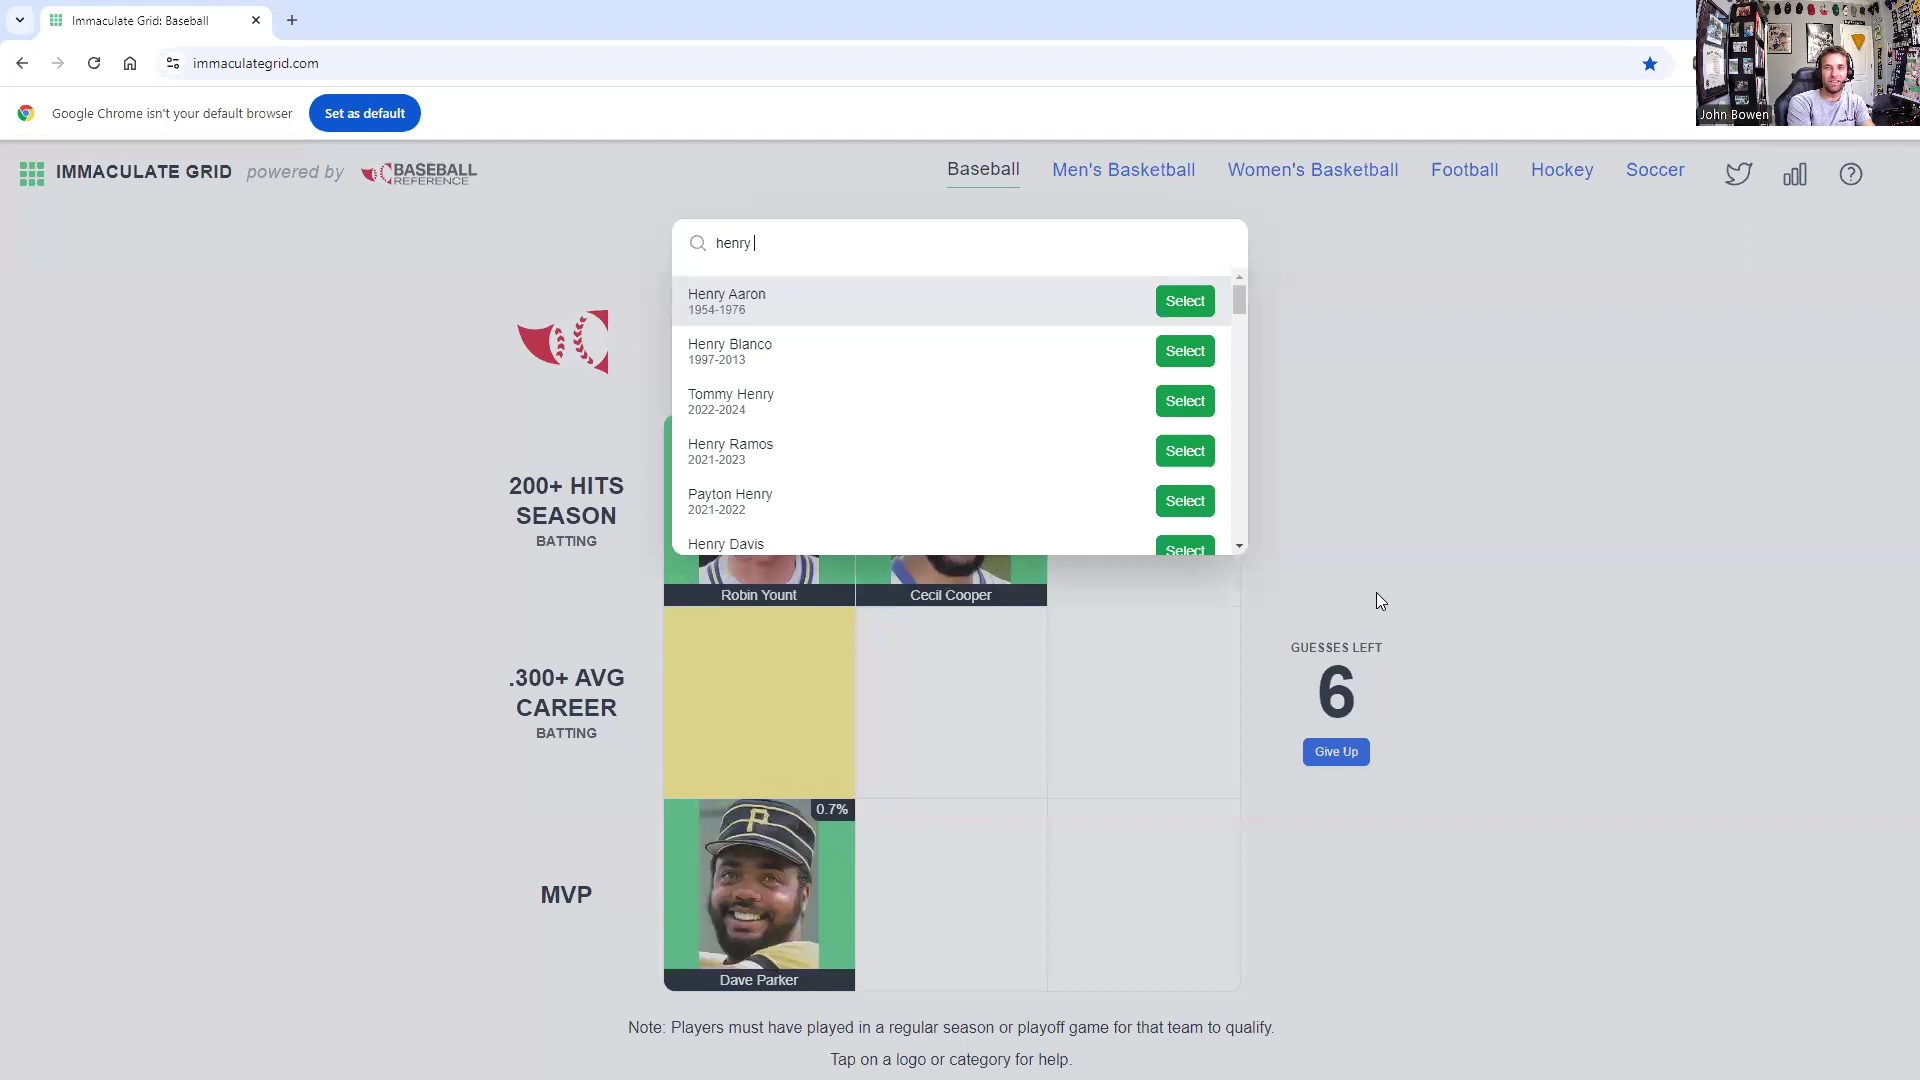 Immaculate Grid: Baseball
immaculategrid.com
Google Chrome isn't your default browser
Set as default
John Bowen
IMMACULATE GRID powered by BASEBALL REFERENCE
Baseball
Men's Basketball
Women's Basketball
Football
Hockey
Soccer
henry
Henry Aaron
1954-1976
Select
Henry Blanco
1997-2013
Select
Tommy Henry
2022-2024
Select
Henry Ramos
2021-2023
Select
Payton Henry
2021-2022
Select
Henry Davis
Select
200+ HITS
SEASON
BATTING
Robin Yount
Cecil Cooper
.300+ AVG
CAREER
BATTING
GUESSES LEFT
6
Give Up
MVP
0.7%
P
Dave Parker
Note: Players must have played in a regular season or playoff game for that team to qualify.
Tap on a logo or category for help.